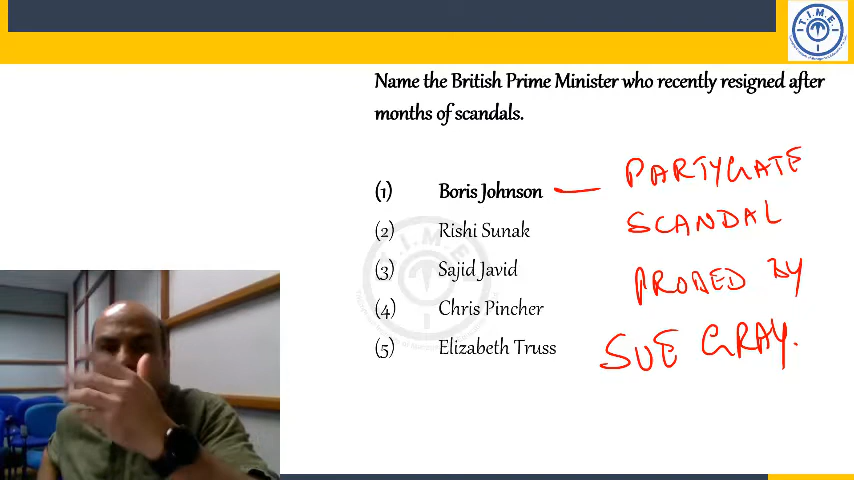 T.I.M.E.
Name the British Prime Minister who recently resigned after
months of scandals.
(1) Boris Johnson — PARTYGATE
SCANDAL
(2) Rishi Sunak
(3) Sajid Javid
PROBED BY
(4) Chris Pincher
SUE GRAY.
(5) Elizabeth Truss